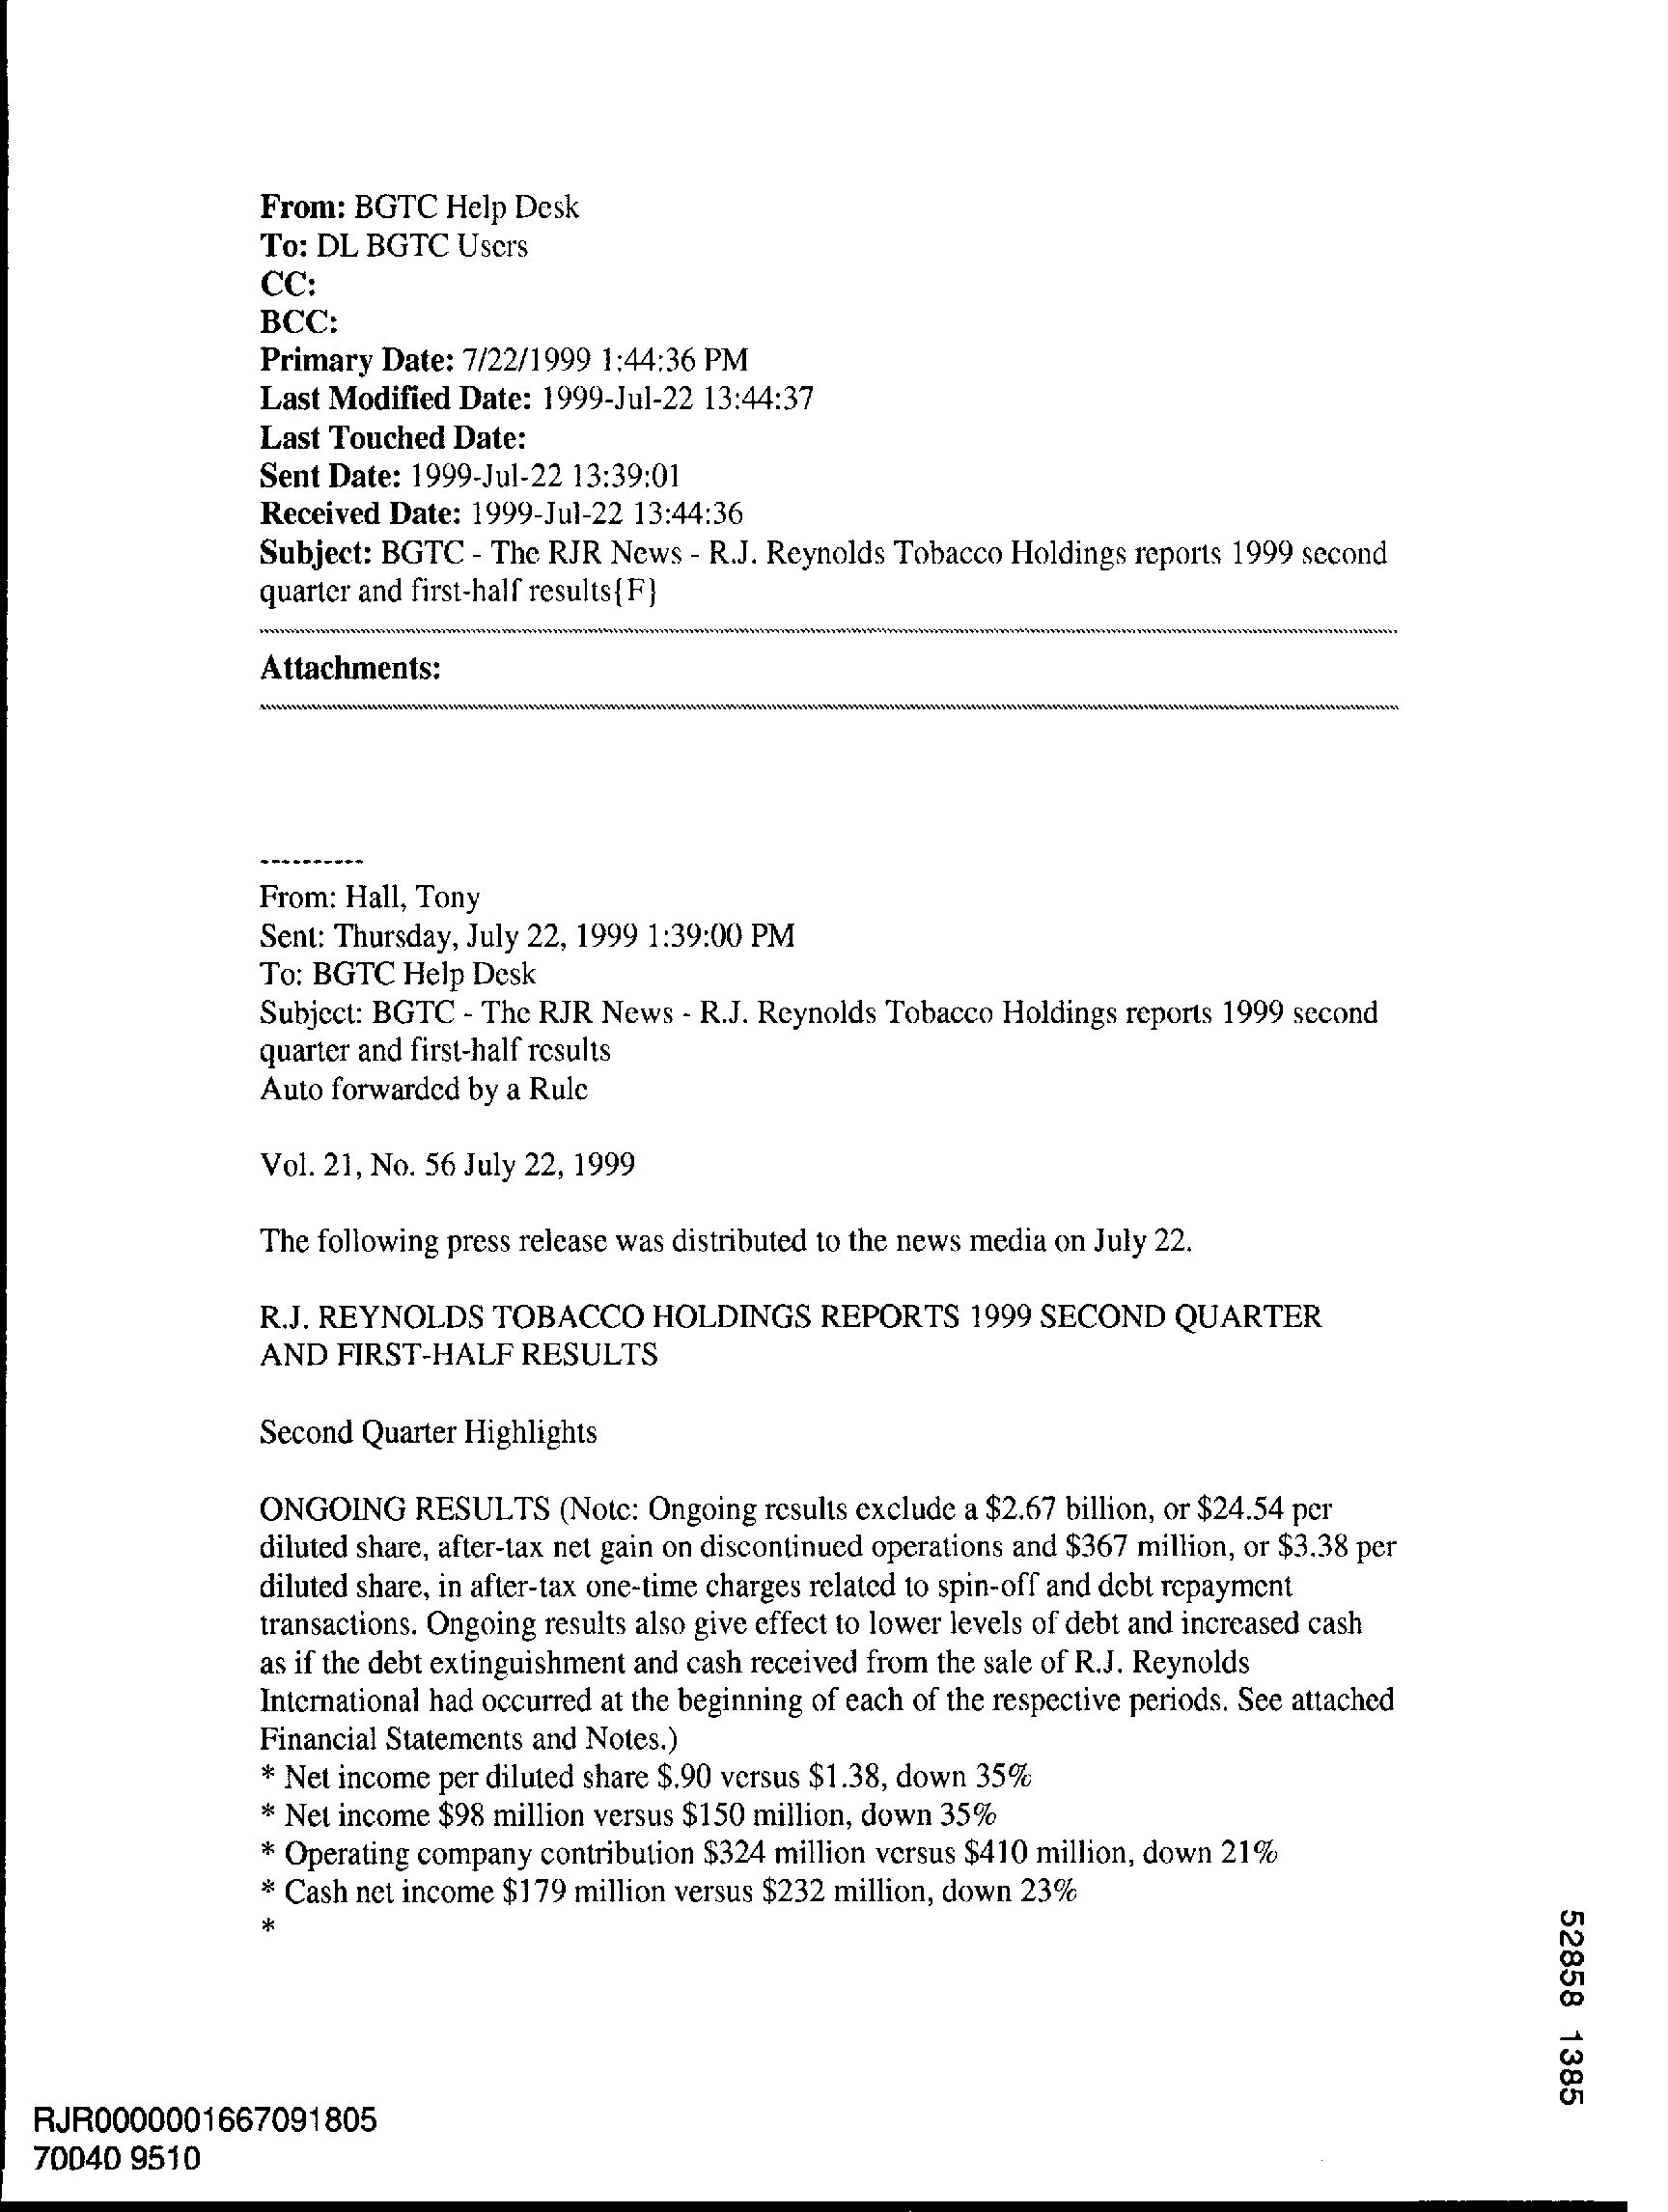 From: BGTC Help Desk
To: DL BGTC Users
CC:
BCC:
Primary Date: 7/22/1999 1:44:36 PM
Last Modified Date: 1999-Jul-22 13:44:37
Last Touched Date:
Sent Date: 1999-Jul-22 13:39:01
Received Date: 1999-Jul-22 13:44:36
Subject: BGTC - The RJR News - R.J. Reynolds Tobacco Holdings reports 1999 second
quarter and first-half results{F}
Attachments:
----------
From: Hall, Tony
Sent: Thursday, July 22, 1999 1:39:00 PM
To: BGTC Help Desk
Subject: BGTC - The RJR News - R.J. Reynolds Tobacco Holdings reports 1999 second
quarter and first-half results
Auto forwarded by a Rule
Vol. 21, No. 56 July 22, 1999
The following press release was distributed to the news media on July 22.
R.J. REYNOLDS TOBACCO HOLDINGS REPORTS 1999 SECOND QUARTER
AND FIRST-HALF RESULTS
Second Quarter Highlights
ONGOING RESULTS (Note: Ongoing results exclude a $2.67 billion, or $24.54 per
diluted share, after-tax net gain on discontinued operations and $367 million, or $3.38 per
diluted share, in after-tax one-time charges related to spin-off and debt repayment
transactions. Ongoing results also give effect to lower levels of debt and increased cash
as if the debt extinguishment and cash received from the sale of R.J. Reynolds
International had occurred at the beginning of each of the respective periods. See attached
Financial Statements and Notes.)
* Net income per diluted share $.90 versus $1.38, down 35%
* Net income $98 million versus $150 million, down 35%
* Operating company contribution $324 million versus $410 million, down 21%
* Cash net income $179 million versus $232 million, down 23%
*
52858 1385
RJR0000001667091805
70040 9510